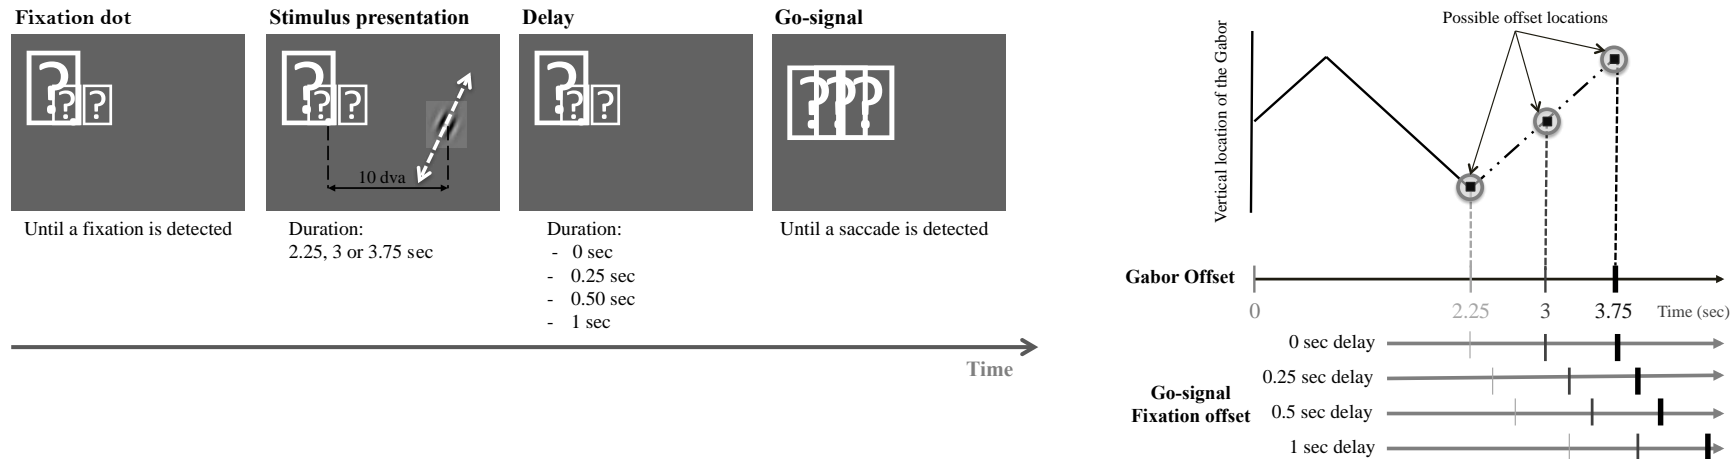 Fixation dot
? ? ?
Until a fixation is detected
Stimulus presentation
? ? ?
10 dva
Duration:
2.25, 3 or 3.75 sec
Delay
? ? ?
Duration:
- 0 sec
- 0.25 sec
- 0.50 sec
- 1 sec
Go-signal
? ? ?
Until a saccade is detected
Time
Possible offset locations
Vertical location of the Gabor
Gabor Offset
0 2.25 3 3.75 Time (sec)
Go-signal
Fixation offset
0 sec delay
0.25 sec delay
0.5 sec delay
1 sec delay